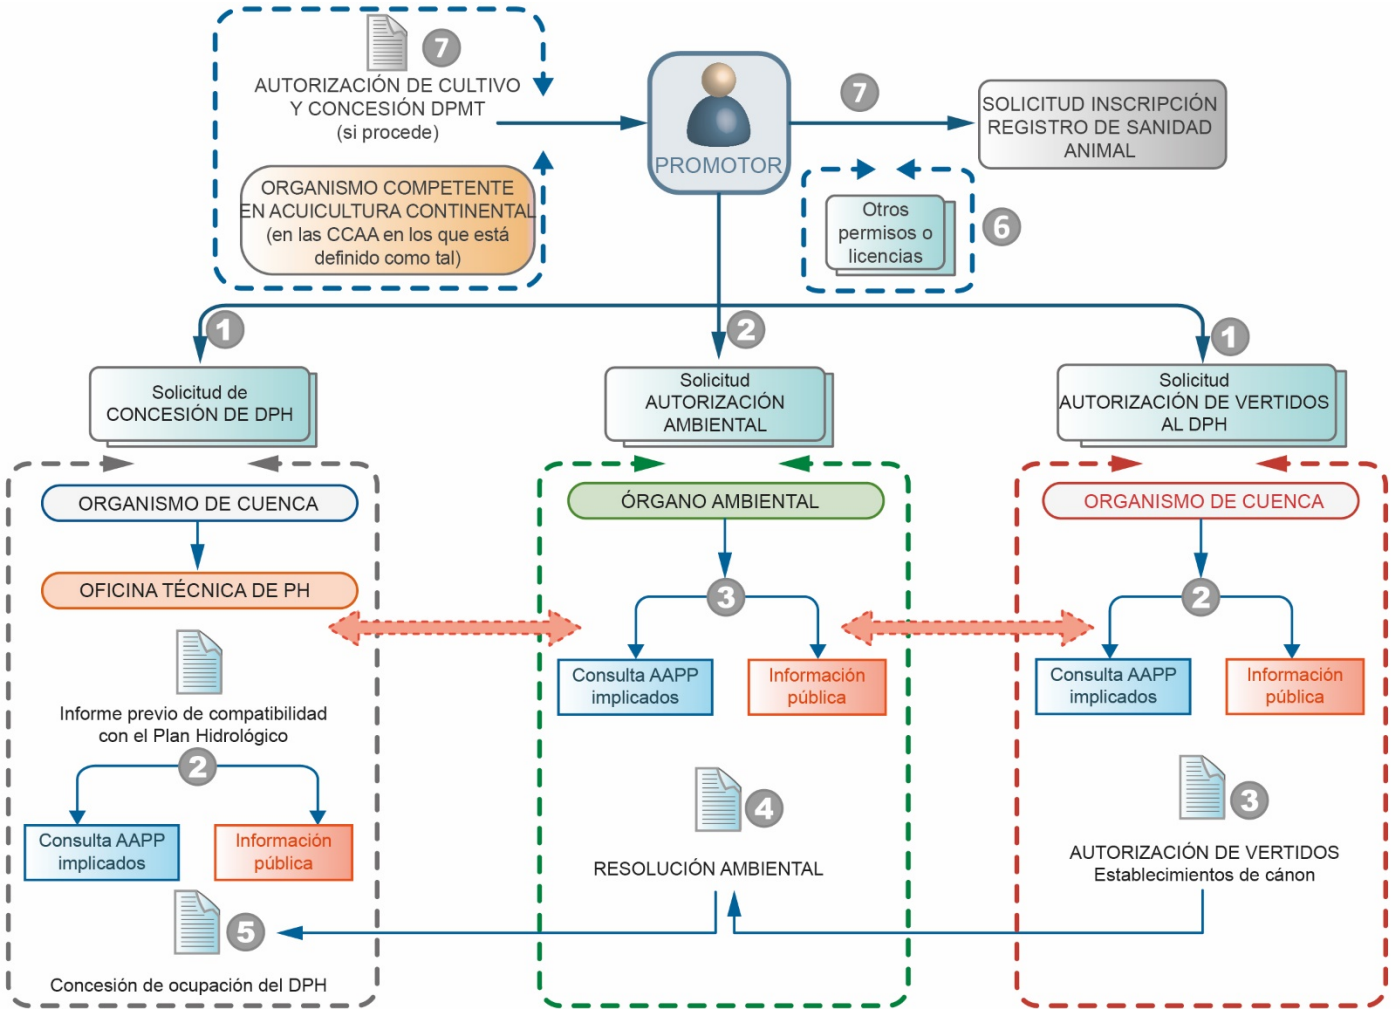 7
AUTORIZACIÓN DE CULTIVO
Y CONCESIÓN DPMT
(si procede)
ORGANISMO COMPETENTE
EN ACUICULTURA CONTINENTAL
(en las CCAA en los que está
definido como tal)
PROMOTOR
7
SOLICITUD INSCRIPCIÓN
REGISTRO DE SANIDAD
ANIMAL
Otros
permisos o
licencias
6
1
2
1
Solicitud de
CONCESIÓN DE DPH
Solicitud
AUTORIZACIÓN
AMBIENTAL
Solicitud
AUTORIZACIÓN DE VERTIDOS
AL DPH
ORGANISMO DE CUENCA
OFICINA TÉCNICA DE PH
Informe previo de compatibilidad
con el Plan Hidrológico
2
Consulta AAPP
implicados
Información
pública
5
Concesión de ocupación del DPH
ÓRGANO AMBIENTAL
3
Consulta AAPP
implicados
Información
pública
4
RESOLUCIÓN AMBIENTAL
ORGANISMO DE CUENCA
2
Consulta AAPP
implicados
Información
pública
3
AUTORIZACIÓN DE VERTIDOS
Establecimientos de cánon